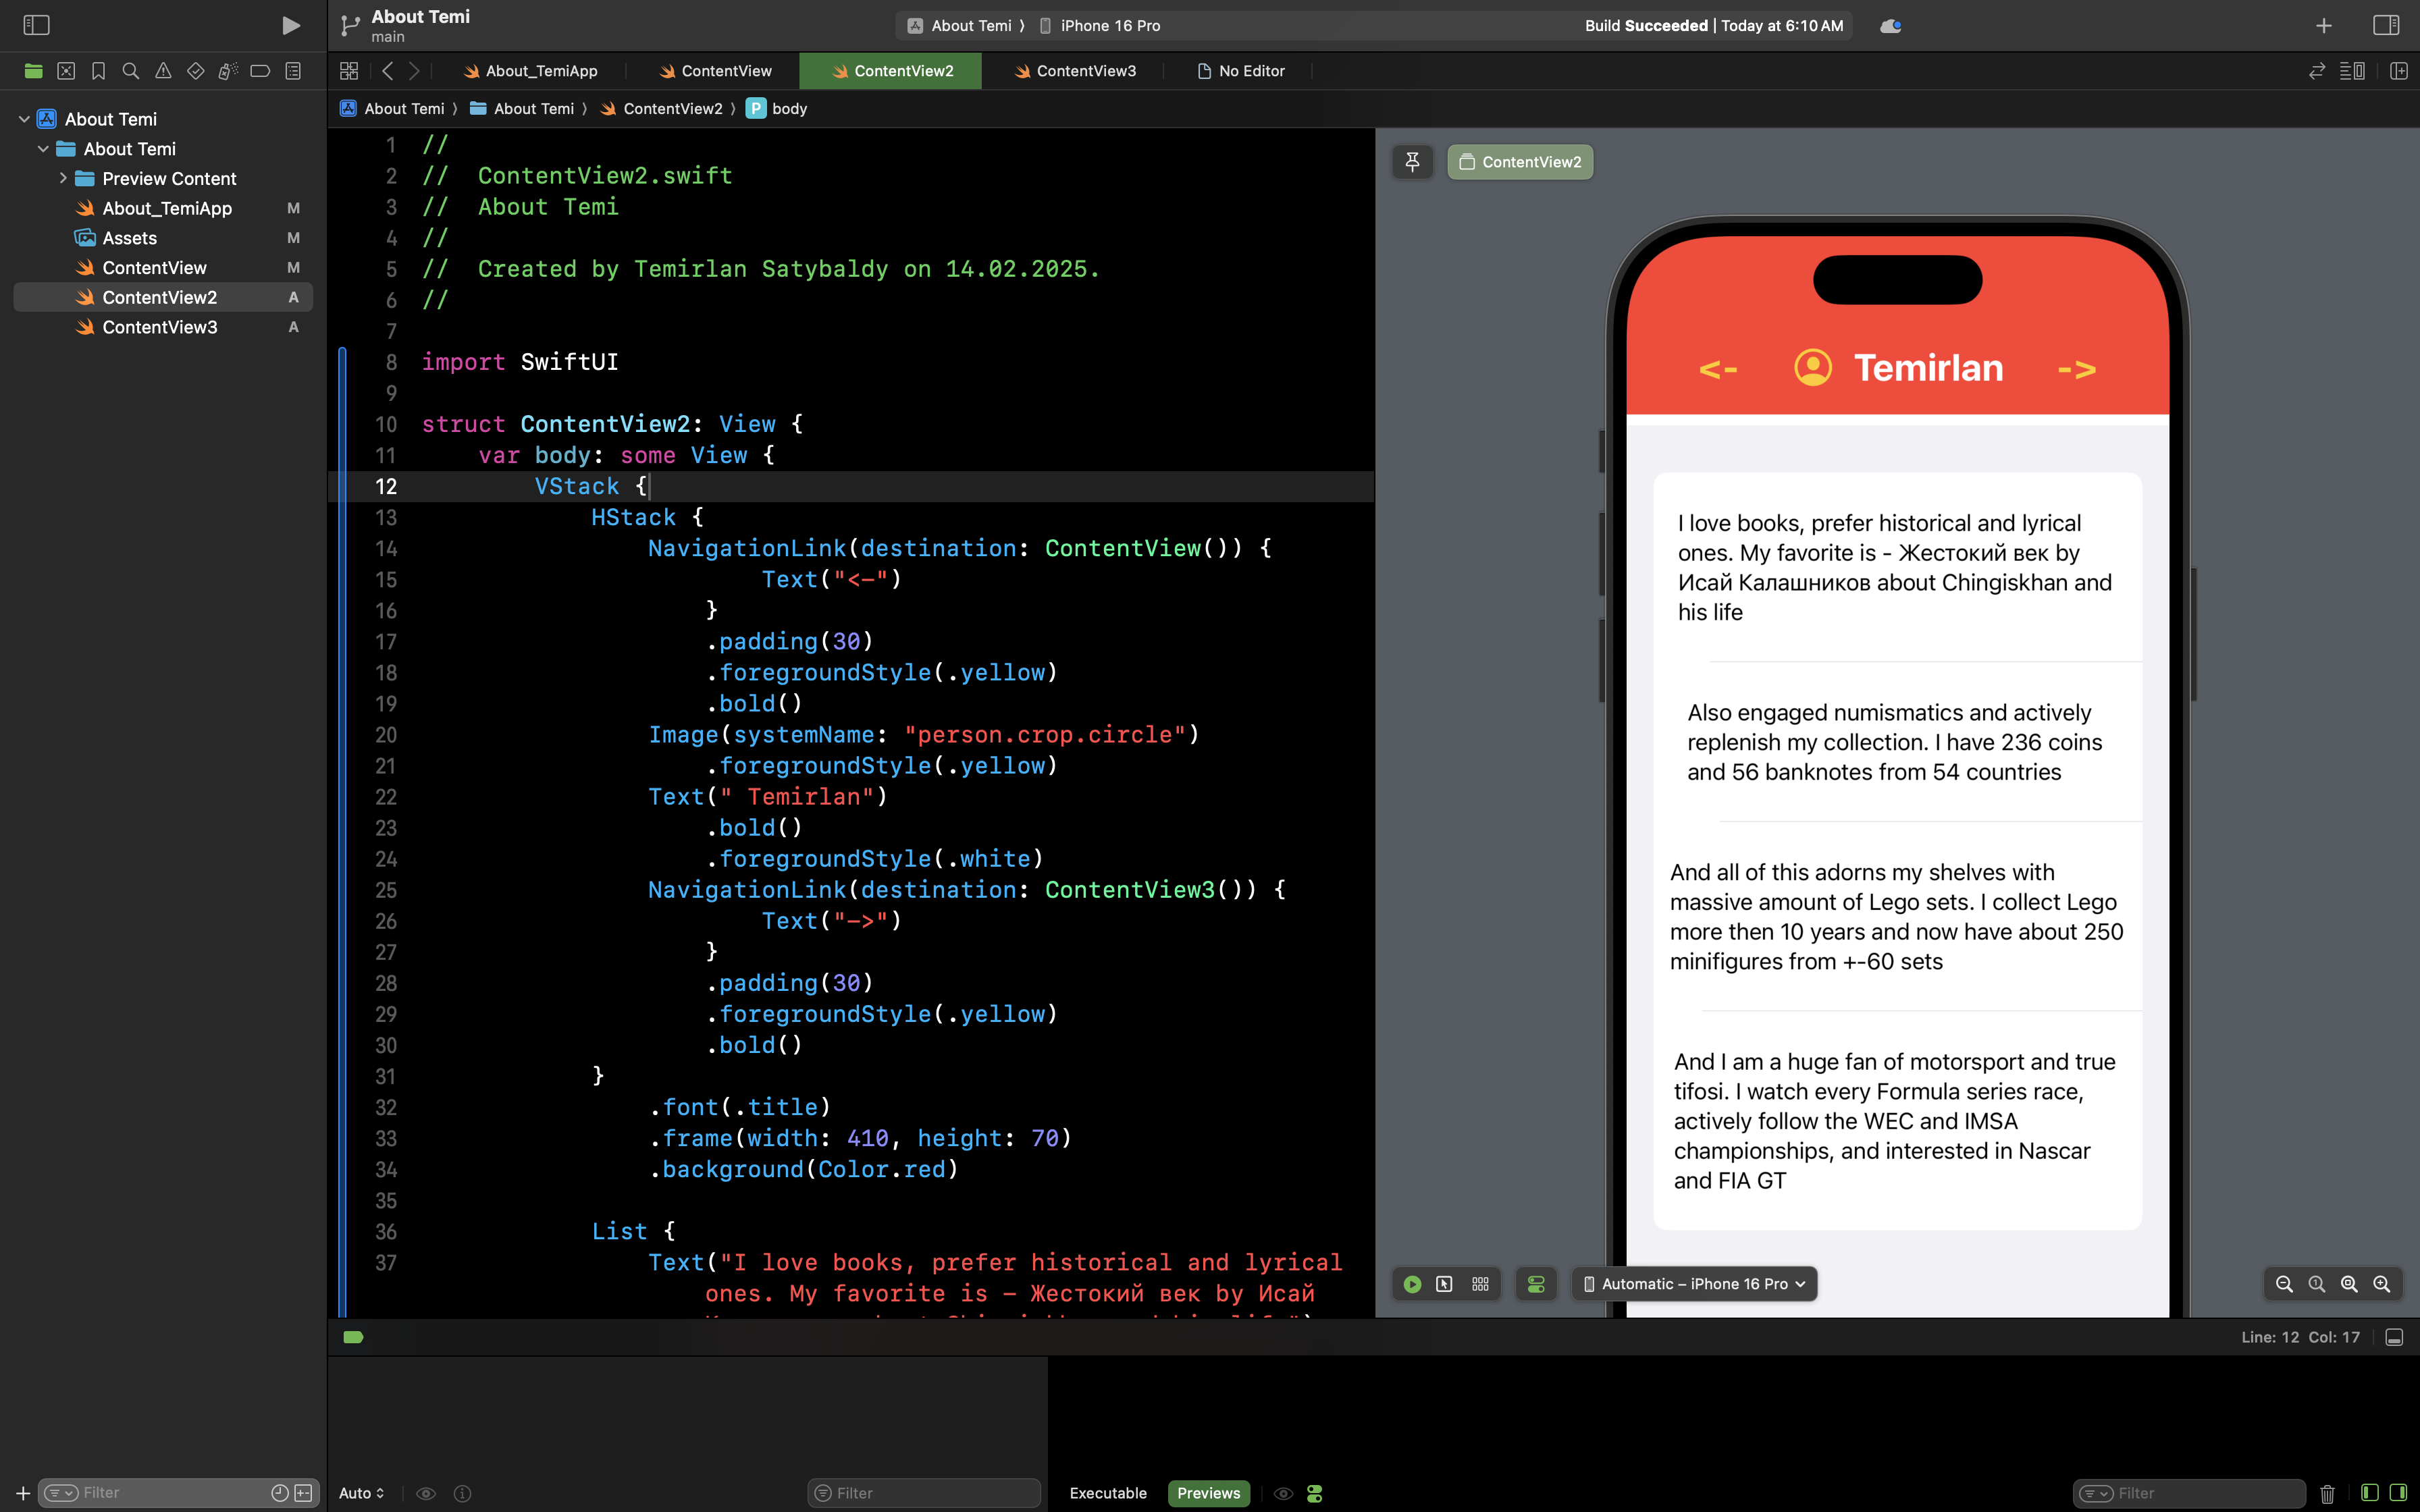 About Temi
main
About Temi 〉 iPhone 16 Pro
Build Succeeded | Today at 6:10 AM
About_TemiApp
ContentView
ContentView2
ContentView3
No Editor
About Temi 〉 About Temi 〉 ContentView2 〉 P body
About Temi
About Temi
Preview Content
About_TemiApp M
Assets M
ContentView M
ContentView2 A
ContentView3 A
1 //
2 //  ContentView2.swift
3 //  About Temi
4 //
5 //  Created by Temirlan Satybaldy on 14.02.2025.
6 //
7
8 import SwiftUI
9
10 struct ContentView2: View {
11     var body: some View {
12         VStack {
13             HStack {
14                 NavigationLink(destination: ContentView()) {
15                         Text("<-")
16                     }
17                     .padding(30)
18                     .foregroundStyle(.yellow)
19                     .bold()
20                 Image(systemName: "person.crop.circle")
21                     .foregroundStyle(.yellow)
22                 Text(" Temirlan")
23                     .bold()
24                     .foregroundStyle(.white)
25                 NavigationLink(destination: ContentView3()) {
26                         Text("->")
27                     }
28                     .padding(30)
29                     .foregroundStyle(.yellow)
30                     .bold()
31             }
32                 .font(.title)
33                 .frame(width: 410, height: 70)
34                 .background(Color.red)
35
36             List {
37                 Text("I love books, prefer historical and lyrical
ones. My favorite is - Жестокий век by Исай
ContentView2
<- Temirlan ->
I love books, prefer historical and lyrical
ones. My favorite is - Жестокий век by
Исай Калашников about Chingiskhan and
his life
Also engaged numismatics and actively
replenish my collection. I have 236 coins
and 56 banknotes from 54 countries
And all of this adorns my shelves with
massive amount of Lego sets. I collect Lego
more then 10 years and now have about 250
minifigures from +-60 sets
And I am a huge fan of motorsport and true
tifosi. I watch every Formula series race,
actively follow the WEC and IMSA
championships, and interested in Nascar
and FIA GT
Automatic – iPhone 16 Pro
Line: 12 Col: 17
Filter
Auto
Filter
Executable
Previews
Filter